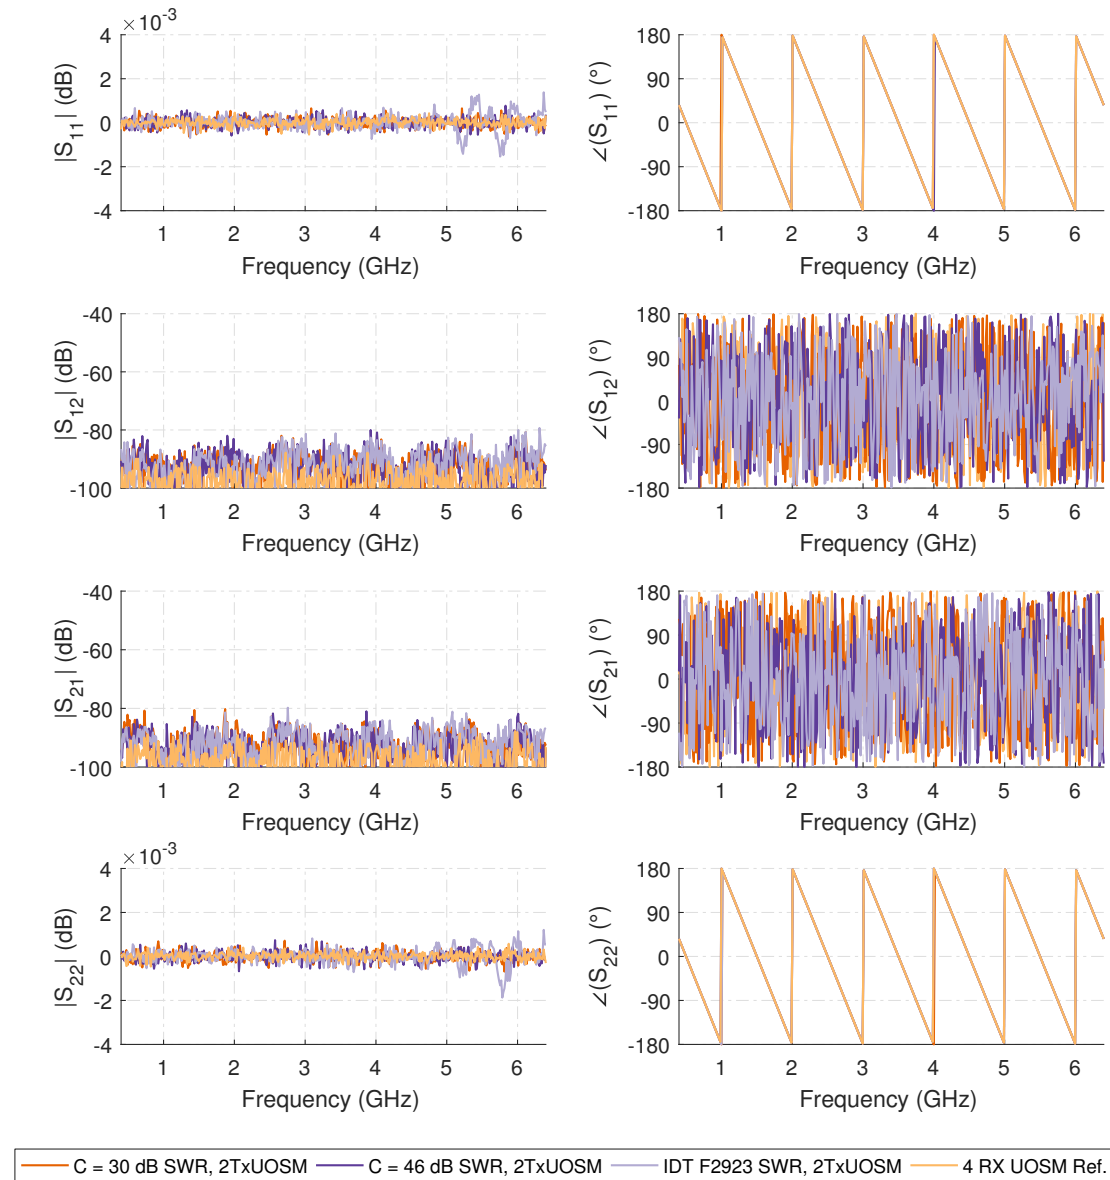 ×10⁻³
4
2
0
-2
-4
|S₁₁| (dB)
1 2 3 4 5 6
Frequency (GHz)
180
90
0
-90
-180
∠(S₁₁) (°)
1 2 3 4 5 6
Frequency (GHz)
-40
-60
-80
-100
|S₁₂| (dB)
1 2 3 4 5 6
Frequency (GHz)
180
90
0
-90
-180
∠(S₁₂) (°)
1 2 3 4 5 6
Frequency (GHz)
-40
-60
-80
-100
|S₂₁| (dB)
1 2 3 4 5 6
Frequency (GHz)
180
90
0
-90
-180
∠(S₂₁) (°)
1 2 3 4 5 6
Frequency (GHz)
×10⁻³
4
2
0
-2
-4
|S₂₂| (dB)
1 2 3 4 5 6
Frequency (GHz)
180
90
0
-90
-180
∠(S₂₂) (°)
1 2 3 4 5 6
Frequency (GHz)
C = 30 dB SWR, 2TxUOSM C = 46 dB SWR, 2TxUOSM IDT F2923 SWR, 2TxUOSM 4 RX UOSM Ref.